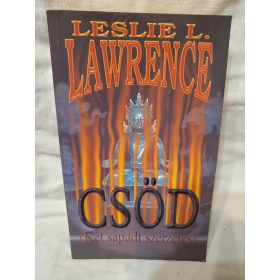 LESLIE L.
LAWRENCE
CSÖD
(Két sápadt szerzetes)